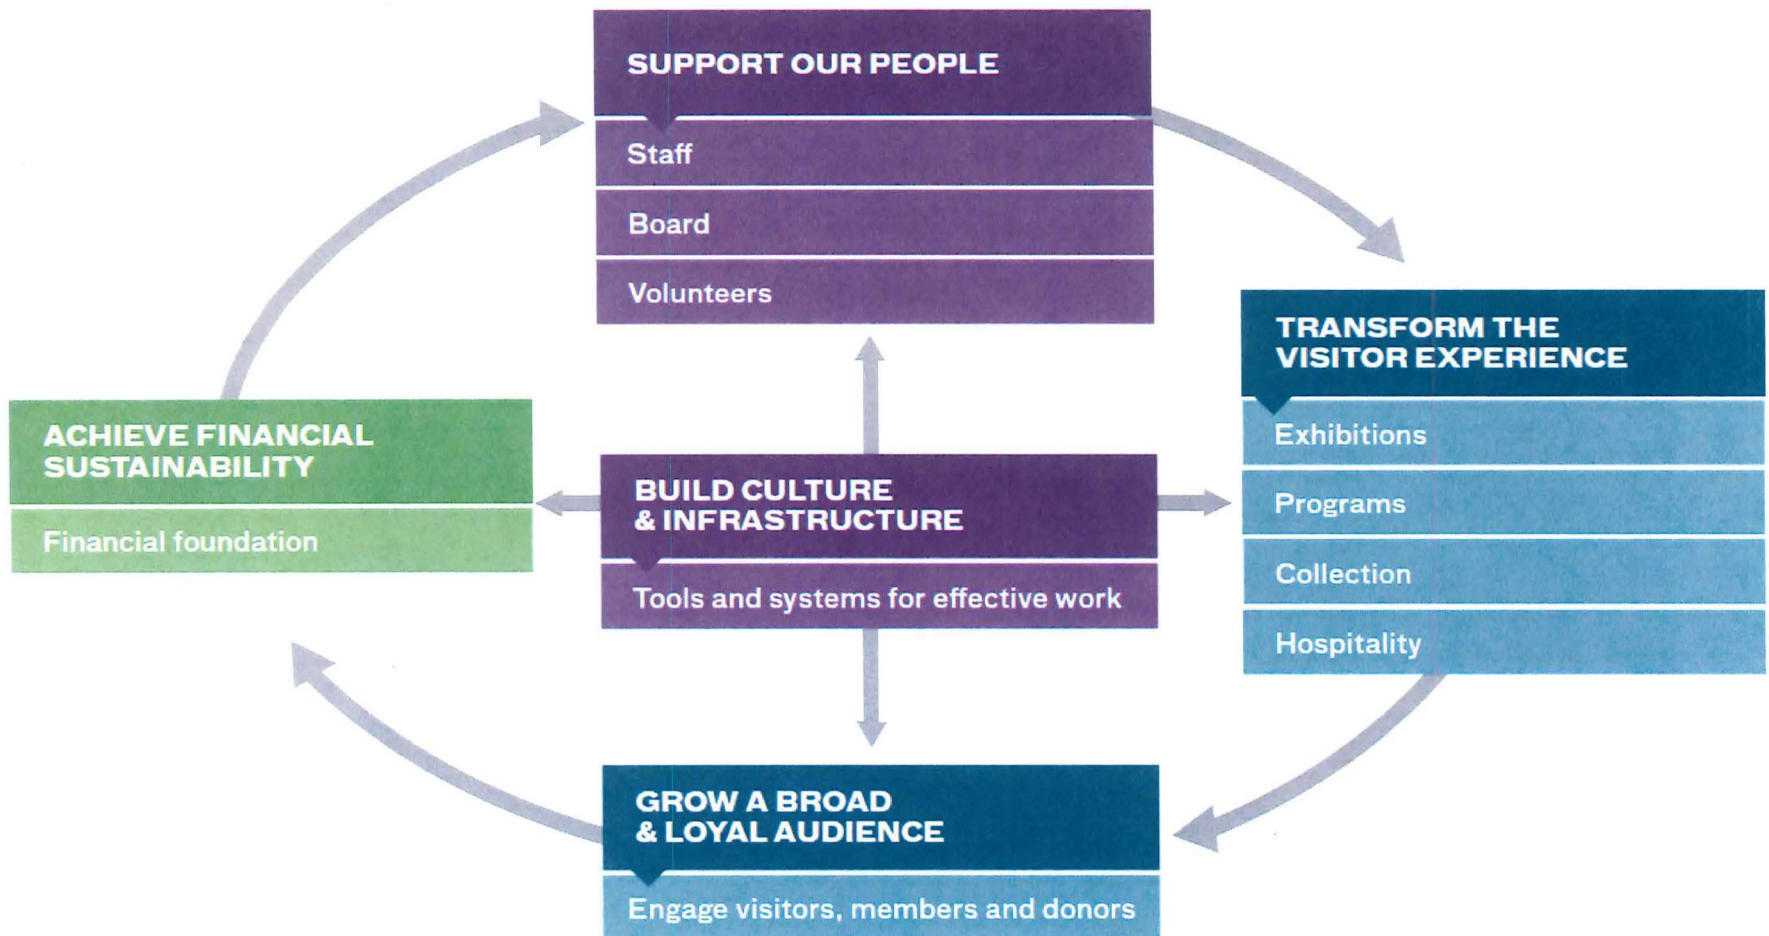 SUPPORT OUR PEOPLE
Staff
Board
Volunteers
TRANSFORM THE
VISITOR EXPERIENCE
Exhibitions
Programs
Collection
Hospitality
ACHIEVE FINANCIAL
SUSTAINABILITY
Financial foundation
BUILD CULTURE
& INFRASTRUCTURE
Tools and systems for effective work
GROW A BROAD
& LOYAL AUDIENCE
Engage visitors, members and donors